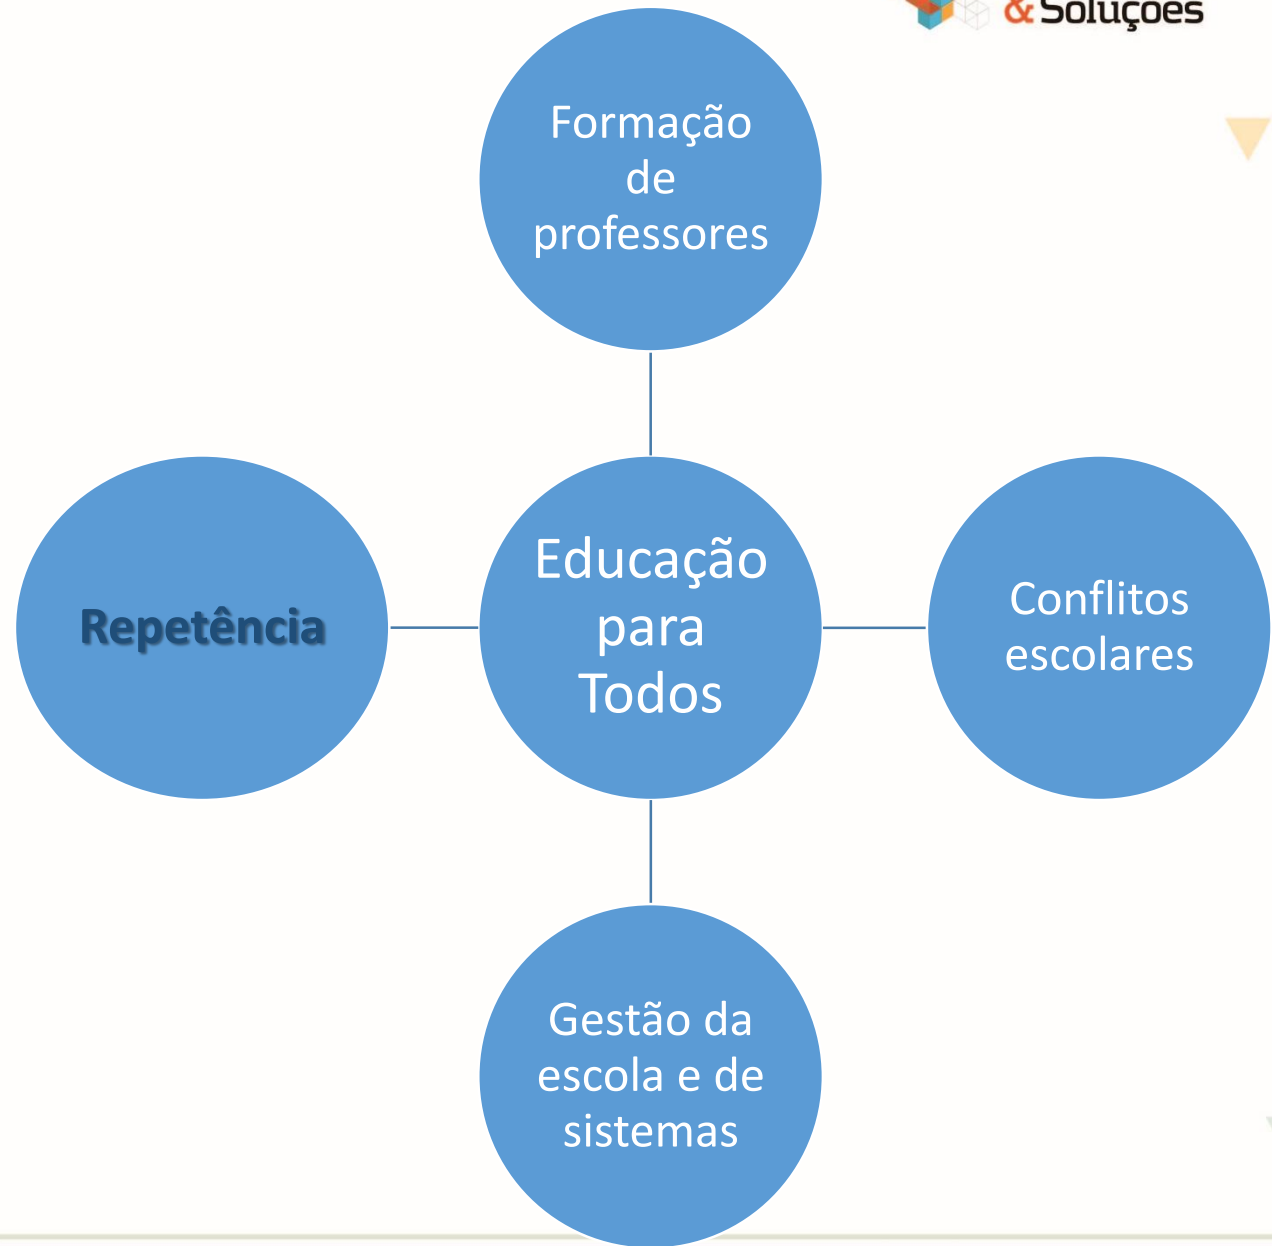 & Soluções
Formação
de
professores
Repetência
Educação
para
Todos
Conflitos
escolares
Gestão da
escola e de
sistemas